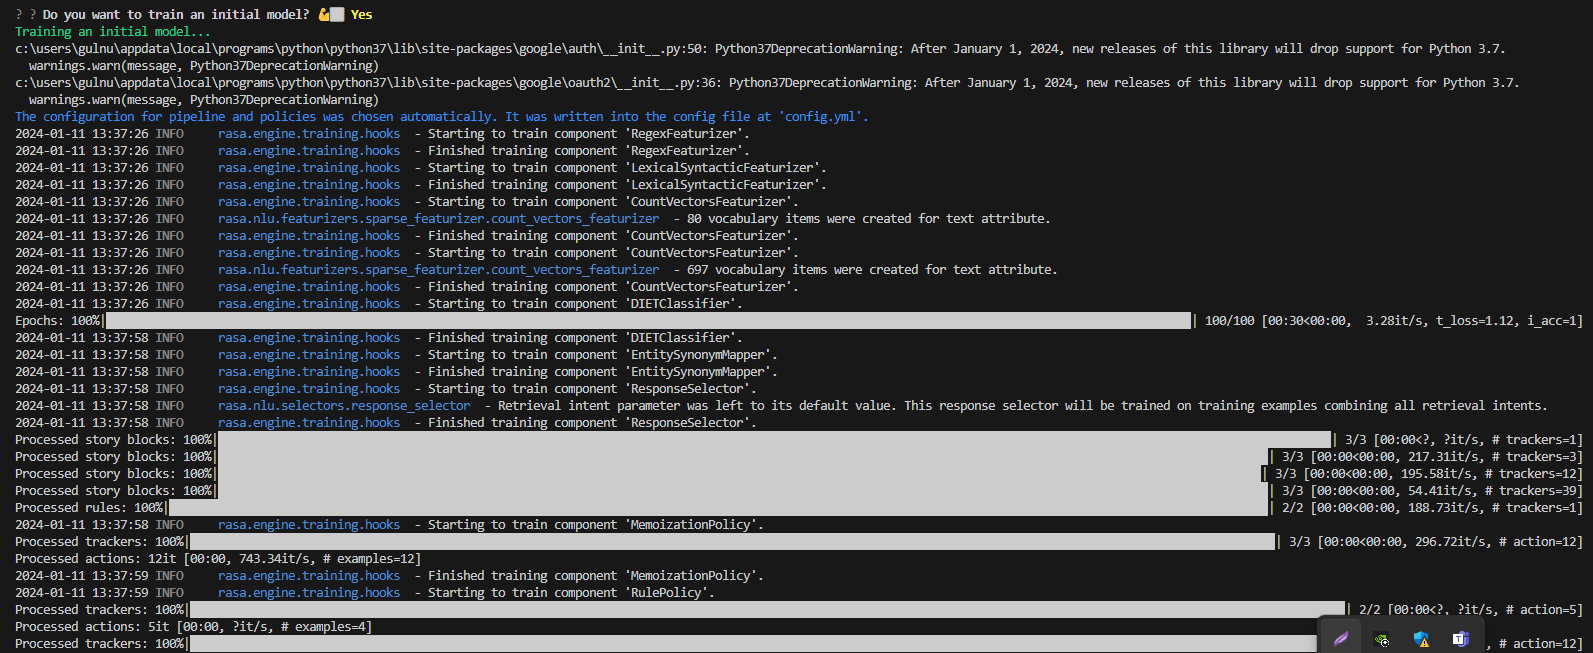 ? ? Do you want to train an initial model? 💪⬜ Yes
Training an initial model...
c:\users\gulnu\appdata\local\programs\python\python37\lib\site-packages\google\auth\__init__.py:50: Python37DeprecationWarning: After January 1, 2024, new releases of this library will drop support for Python 3.7.
  warnings.warn(message, Python37DeprecationWarning)
c:\users\gulnu\appdata\local\programs\python\python37\lib\site-packages\google\oauth2\__init__.py:36: Python37DeprecationWarning: After January 1, 2024, new releases of this library will drop support for Python 3.7.
  warnings.warn(message, Python37DeprecationWarning)
The configuration for pipeline and policies was chosen automatically. It was written into the config file at 'config.yml'.
2024-01-11 13:37:26 INFO     rasa.engine.training.hooks  - Starting to train component 'RegexFeaturizer'.
2024-01-11 13:37:26 INFO     rasa.engine.training.hooks  - Finished training component 'RegexFeaturizer'.
2024-01-11 13:37:26 INFO     rasa.engine.training.hooks  - Starting to train component 'LexicalSyntacticFeaturizer'.
2024-01-11 13:37:26 INFO     rasa.engine.training.hooks  - Finished training component 'LexicalSyntacticFeaturizer'.
2024-01-11 13:37:26 INFO     rasa.engine.training.hooks  - Starting to train component 'CountVectorsFeaturizer'.
2024-01-11 13:37:26 INFO     rasa.nlu.featurizers.sparse_featurizer.count_vectors_featurizer  - 80 vocabulary items were created for text attribute.
2024-01-11 13:37:26 INFO     rasa.engine.training.hooks  - Finished training component 'CountVectorsFeaturizer'.
2024-01-11 13:37:26 INFO     rasa.engine.training.hooks  - Starting to train component 'CountVectorsFeaturizer'.
2024-01-11 13:37:26 INFO     rasa.nlu.featurizers.sparse_featurizer.count_vectors_featurizer  - 697 vocabulary items were created for text attribute.
2024-01-11 13:37:26 INFO     rasa.engine.training.hooks  - Finished training component 'CountVectorsFeaturizer'.
2024-01-11 13:37:26 INFO     rasa.engine.training.hooks  - Starting to train component 'DIETClassifier'.
Epochs: 100%| | 100/100 [00:30<00:00,  3.28it/s, t_loss=1.12, i_acc=1]
2024-01-11 13:37:58 INFO     rasa.engine.training.hooks  - Finished training component 'DIETClassifier'.
2024-01-11 13:37:58 INFO     rasa.engine.training.hooks  - Starting to train component 'EntitySynonymMapper'.
2024-01-11 13:37:58 INFO     rasa.engine.training.hooks  - Finished training component 'EntitySynonymMapper'.
2024-01-11 13:37:58 INFO     rasa.engine.training.hooks  - Starting to train component 'ResponseSelector'.
2024-01-11 13:37:58 INFO     rasa.nlu.selectors.response_selector  - Retrieval intent parameter was left to its default value. This response selector will be trained on training examples combining all retrieval intents.
2024-01-11 13:37:58 INFO     rasa.engine.training.hooks  - Finished training component 'ResponseSelector'.
Processed story blocks: 100%| | 3/3 [00:00<?, ?it/s, # trackers=1]
Processed story blocks: 100%| | 3/3 [00:00<00:00, 217.31it/s, # trackers=3]
Processed story blocks: 100%| | 3/3 [00:00<00:00, 195.58it/s, # trackers=12]
Processed story blocks: 100%| | 3/3 [00:00<00:00, 54.41it/s, # trackers=39]
Processed rules: 100%| | 2/2 [00:00<00:00, 188.73it/s, # trackers=1]
2024-01-11 13:37:58 INFO     rasa.engine.training.hooks  - Starting to train component 'MemoizationPolicy'.
Processed trackers: 100%| | 3/3 [00:00<00:00, 296.72it/s, # action=12]
Processed actions: 12it [00:00, 743.34it/s, # examples=12]
2024-01-11 13:37:59 INFO     rasa.engine.training.hooks  - Finished training component 'MemoizationPolicy'.
2024-01-11 13:37:59 INFO     rasa.engine.training.hooks  - Starting to train component 'RulePolicy'.
Processed trackers: 100%| | 2/2 [00:00<?, ?it/s, # action=5]
Processed actions: 5it [00:00, ?it/s, # examples=4]
Processed trackers: 100%| , # action=12]